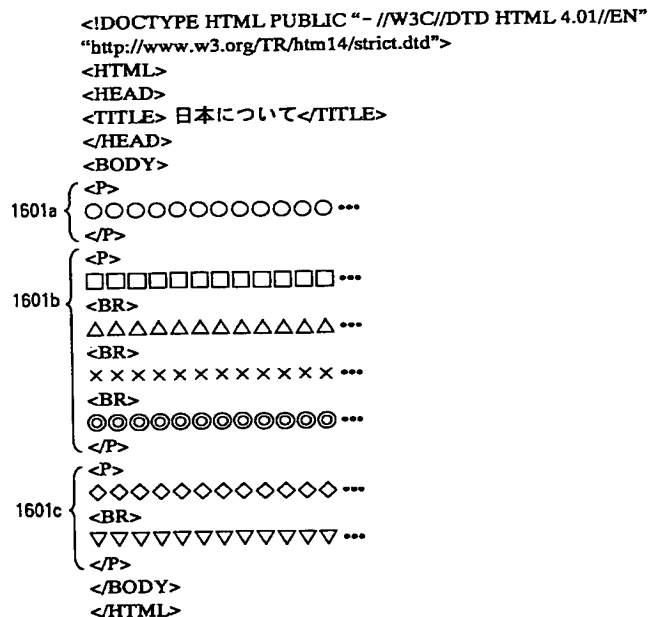 <!DOCTYPE HTML PUBLIC “- //W3C//DTD HTML 4.01//EN”
“http://www.w3.org/TR/htm14/strict.dtd”>
<HTML>
<HEAD>
<TITLE> 日本について</TITLE>
</HEAD>
<BODY>
<P>
1601a ○○○○○○○○○○○○ •••
</P>
<P>
□□□□□□□□□□□□ •••
1601b <BR>
△△△△△△△△△△△△ •••
<BR>
×××××××××××× •••
<BR>
◎◎◎◎◎◎◎◎◎◎◎◎ •••
</P>
<P>
◇◇◇◇◇◇◇◇◇◇◇◇ •••
1601c <BR>
▽▽▽▽▽▽▽▽▽▽▽▽ •••
</P>
</BODY>
</HTML>